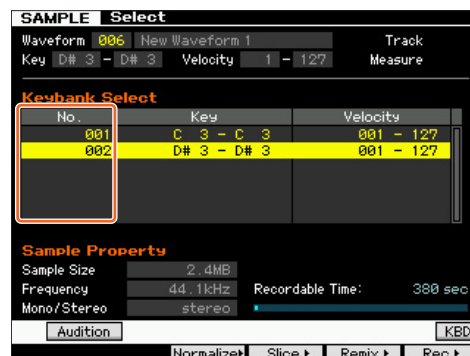 SAMPLE Select
Waveform 006 New Waveform 1 Track
Key D# 3 - D# 3 Velocity 1 - 127 Measure
Keybank Select
No. Key Velocity
001 C 3 - C 3 001 - 127
002 D# 3 - D# 3 001 - 127
Sample Property
Sample Size 2.4MB
Frequency 44.1kHz Recordable Time: 380 sec
Mono/Stereo stereo
Audition KBD
Normalize Slice Remix Rec